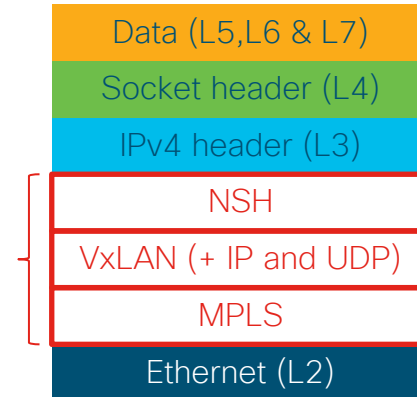 Data (L5,L6 & L7)
Socket header (L4)
IPv4 header (L3)
NSH
VxLAN (+ IP and UDP)
MPLS
Ethernet (L2)